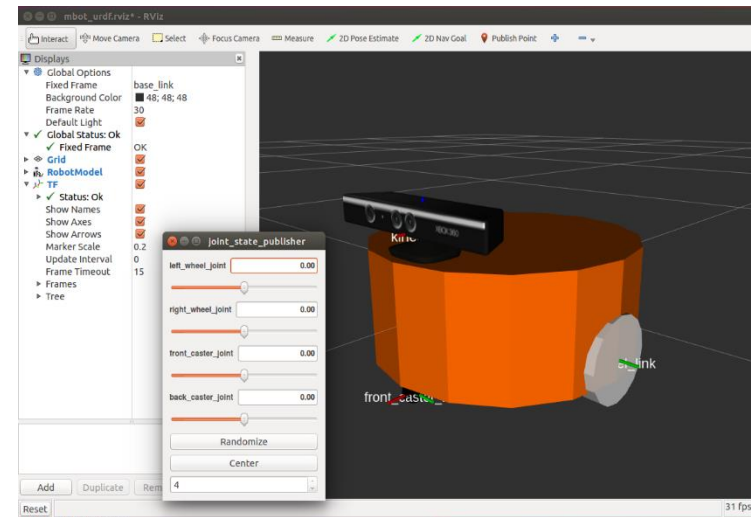 mbot_urdf.rviz* - RViz
Interact Move Camera Select Focus Camera Measure 2D Pose Estimate 2D Nav Goal Publish Point
Displays
Global Options
Fixed Frame base_link
Background Color 48; 48; 48
Frame Rate 30
Default Light
Global Status: Ok
Fixed Frame OK
Grid
RobotModel
TF
Status: Ok
Show Names
Show Axes
Show Arrows
Marker Scale 0.2
Update Interval 0
Frame Timeout 15
Frames
Tree
joint_state_publisher
left_wheel_joint 0.00
right_wheel_joint 0.00
front_caster_joint 0.00
back_caster_joint 0.00
Randomize
Center
4
XBOX 360
kine
front_caster_
el_link
Add Duplicate Rem
Reset
31 fps